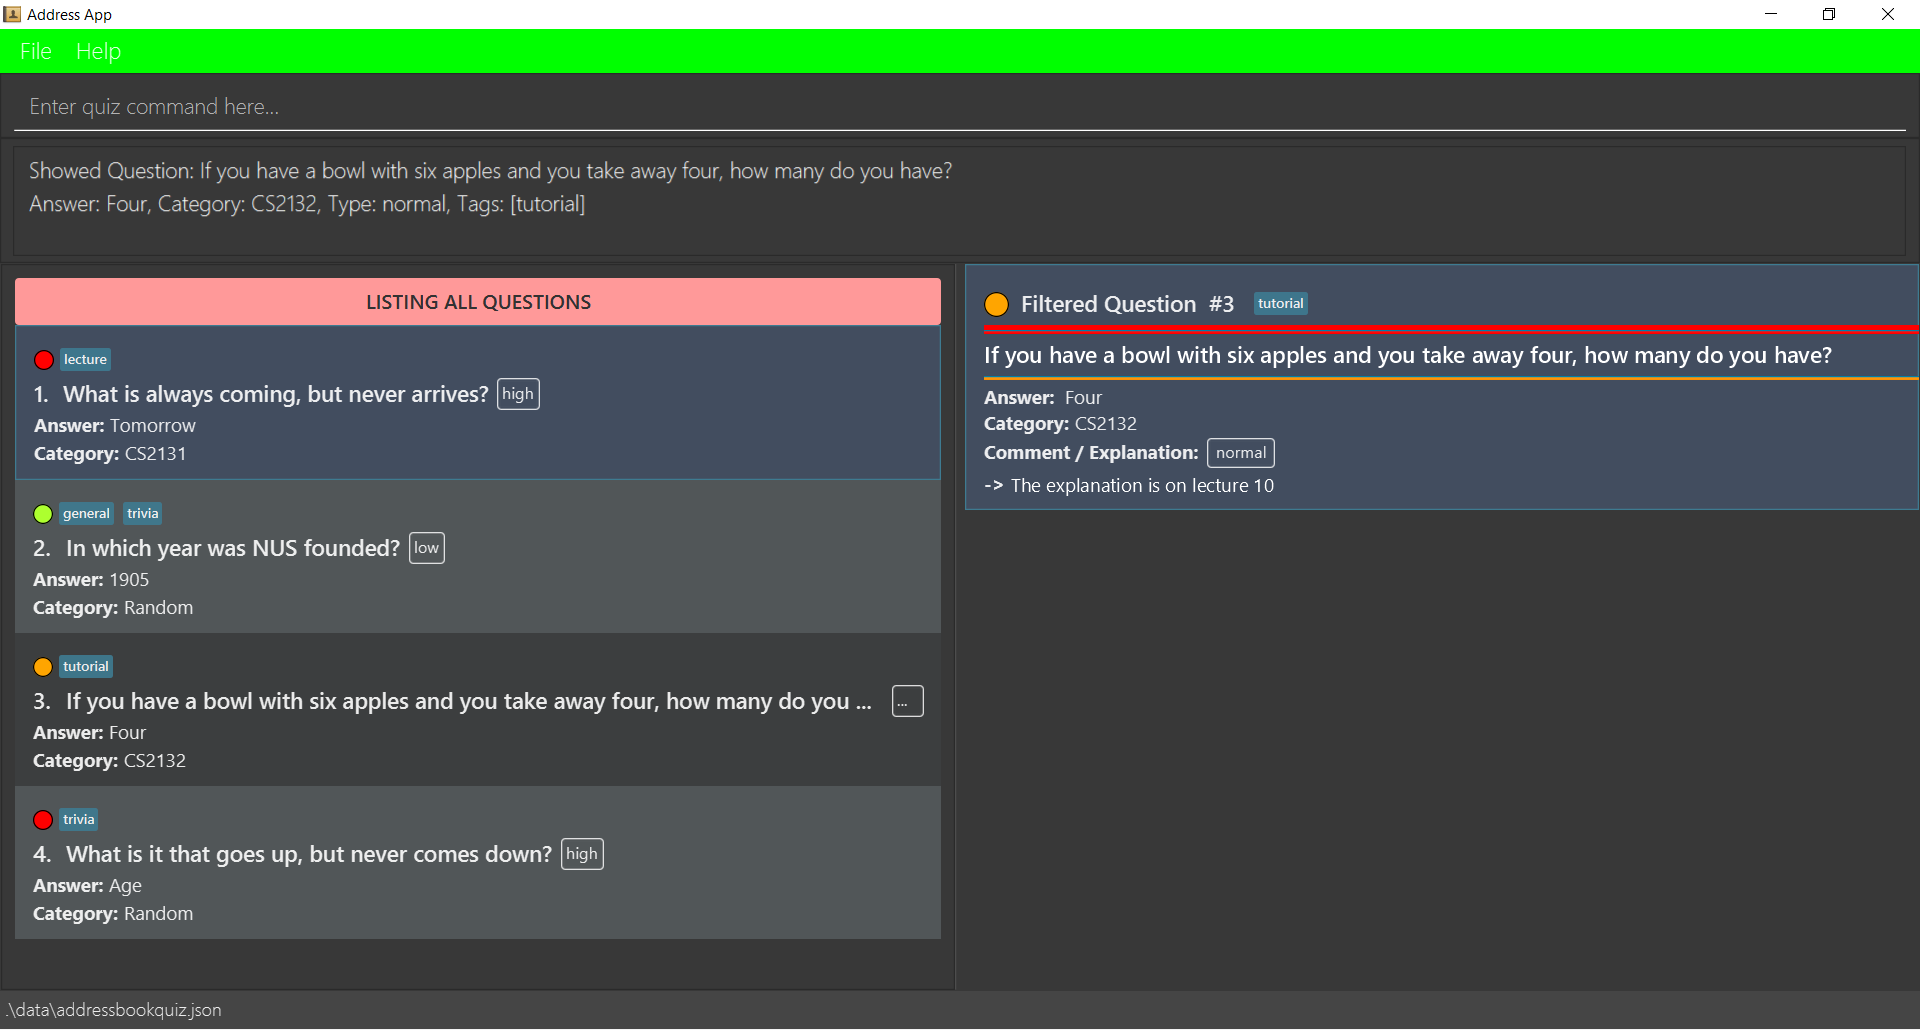 Address App
File Help
Enter quiz command here...
Showed Question: If you have a bowl with six apples and you take away four, how many do you have?
Answer: Four, Category: CS2132, Type: normal, Tags: [tutorial]
LISTING ALL QUESTIONS
lecture
1. What is always coming, but never arrives? high
Answer: Tomorrow
Category: CS2131
general trivia
2. In which year was NUS founded? low
Answer: 1905
Category: Random
tutorial
3. If you have a bowl with six apples and you take away four, how many do you ... ...
Answer: Four
Category: CS2132
trivia
4. What is it that goes up, but never comes down? high
Answer: Age
Category: Random
Filtered Question #3 tutorial
If you have a bowl with six apples and you take away four, how many do you have?
Answer: Four
Category: CS2132
Comment / Explanation: normal
-> The explanation is on lecture 10
.\data\addressbookquiz.json